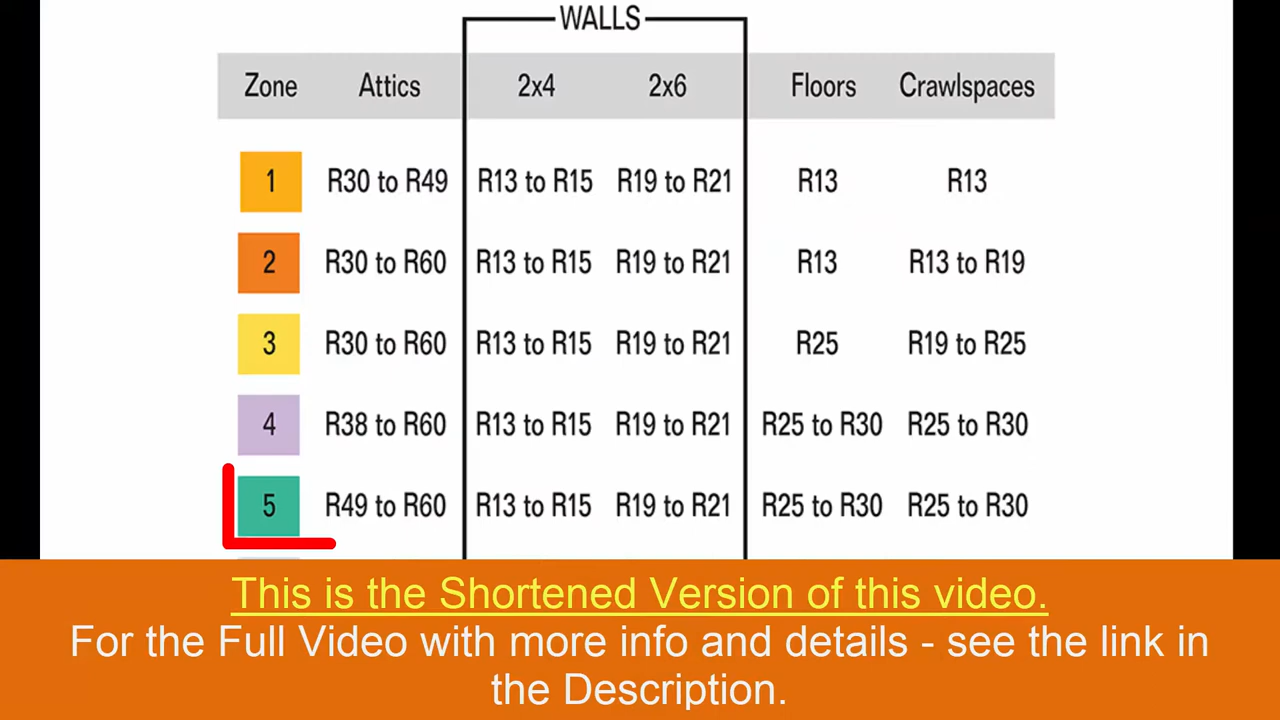 WALLS
Zone Attics 2x4 2x6 Floors Crawlspaces
1 R30 to R49 R13 to R15 R19 to R21 R13 R13
2 R30 to R60 R13 to R15 R19 to R21 R13 R13 to R19
3 R30 to R60 R13 to R15 R19 to R21 R25 R19 to R25
4 R38 to R60 R13 to R15 R19 to R21 R25 to R30 R25 to R30
5 R49 to R60 R13 to R15 R19 to R21 R25 to R30 R25 to R30
This is the Shortened Version of this video.
For the Full Video with more info and details - see the link in
the Description.